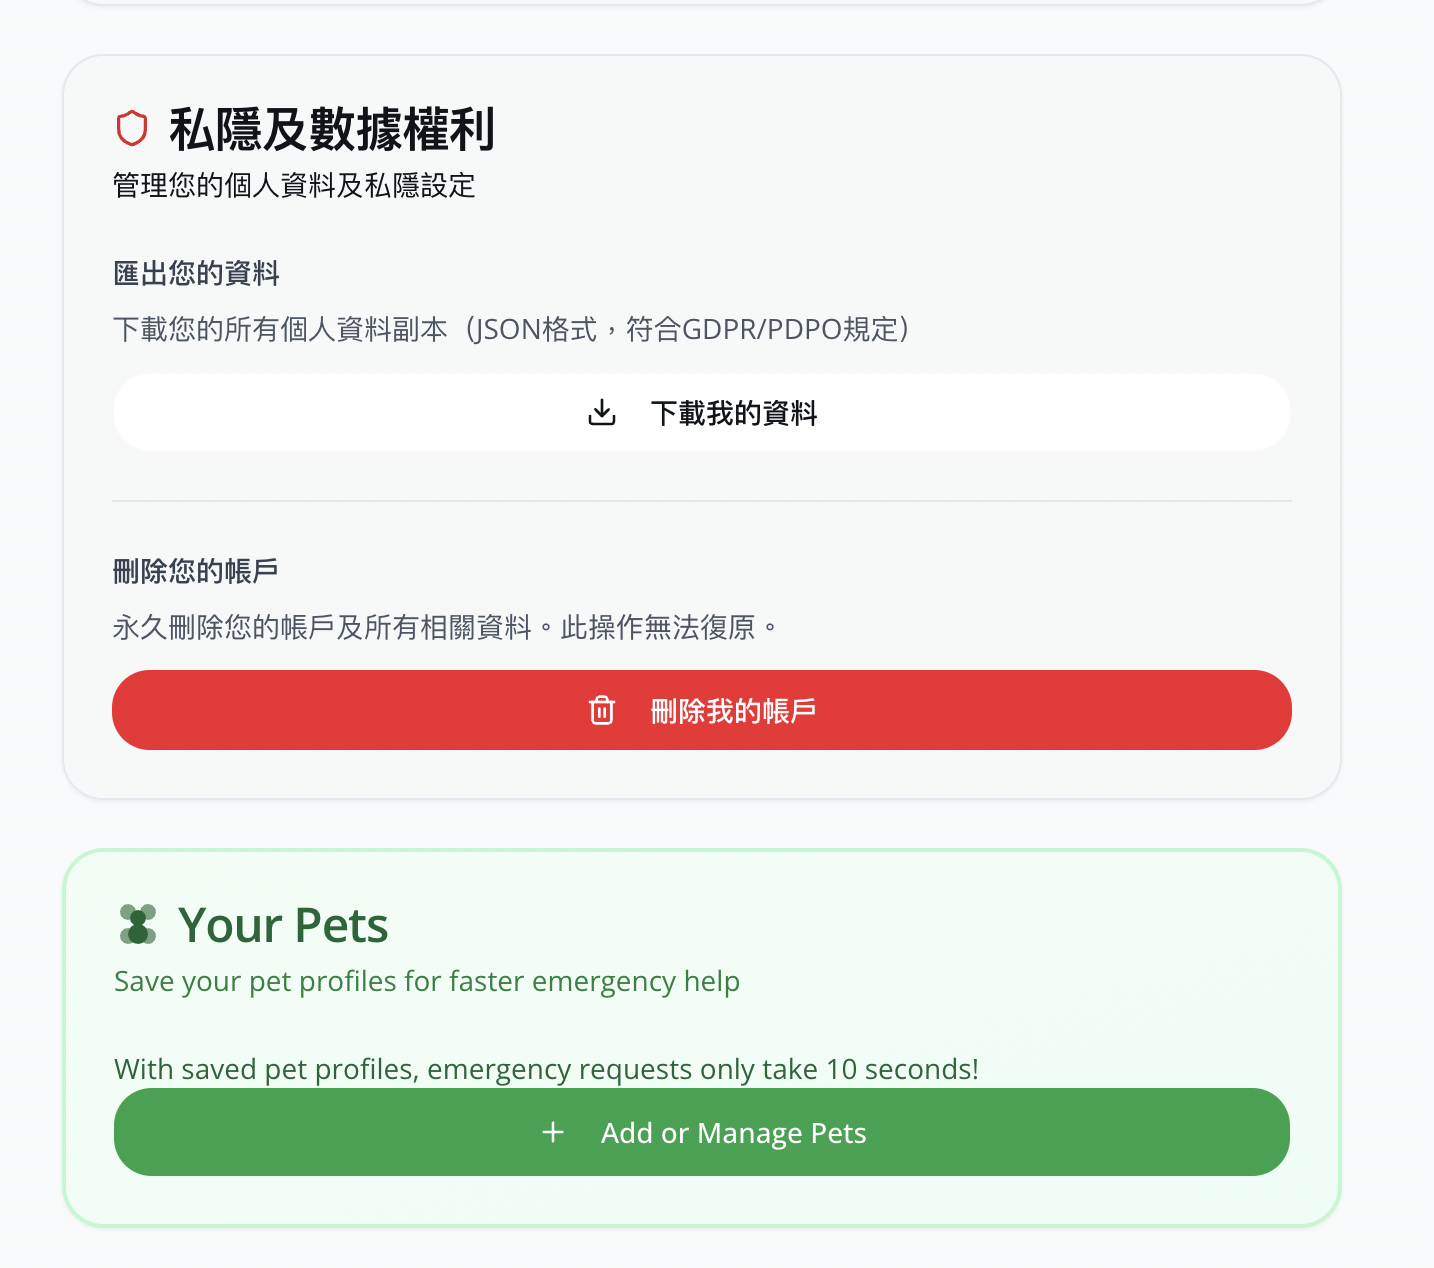 私隱及數據權利
管理您的個人資料及私隱設定
匯出您的資料
下載您的所有個人資料副本（JSON格式，符合GDPR/PDPO規定）
下載我的資料
刪除您的帳戶
永久刪除您的帳戶及所有相關資料。此操作無法復原。
刪除我的帳戶
Your Pets
Save your pet profiles for faster emergency help
With saved pet profiles, emergency requests only take 10 seconds!
Add or Manage Pets